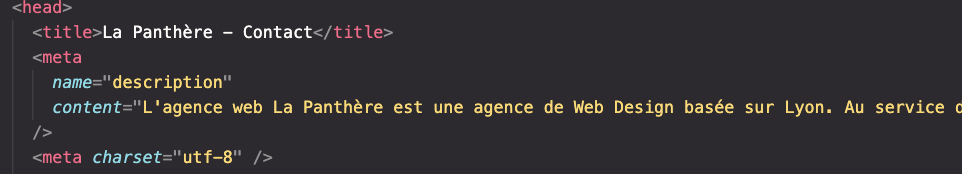 <head>
<title>La Panthère - Contact</title>
<meta
name="description"
content="L'agence web La Panthère est une agence de Web Design basée sur Lyon. Au service
/>
<meta charset="utf-8" />